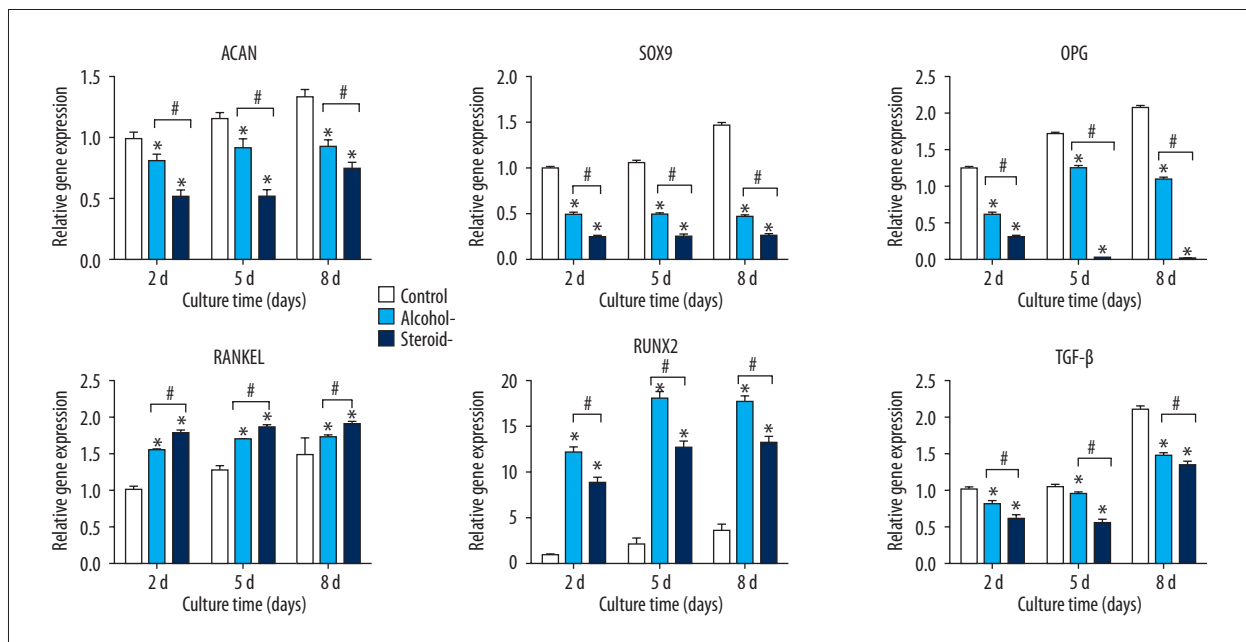 ACAN
1.5
1.0
0.5
0.0
Relative gene expression
* * * * * *
# # #
2 d 5 d 8 d
Culture time (days)
SOX9
2.0
1.5
1.0
0.5
0.0
Relative gene expression
* * * * * *
# # #
2 d 5 d 8 d
Culture time (days)
OPG
2.5
2.0
1.5
1.0
0.5
0.0
Relative gene expression
# # #
* * * * *
2 d 5 d 8 d
Culture time (days)
Control
Alcohol-
Steroid-
RANKEL
2.5
2.0
1.5
1.0
0.5
0.0
Relative gene expression
# # #
* * * * * *
2 d 5 d 8 d
Culture time (days)
RUNX2
20
15
10
5
0
Relative gene expression
# # #
* * * * * *
2 d 5 d 8 d
Culture time (days)
TGF-β
2.5
2.0
1.5
1.0
0.5
0.0
Relative gene expression
# # #
* * * * * *
2 d 5 d 8 d
Culture time (days)